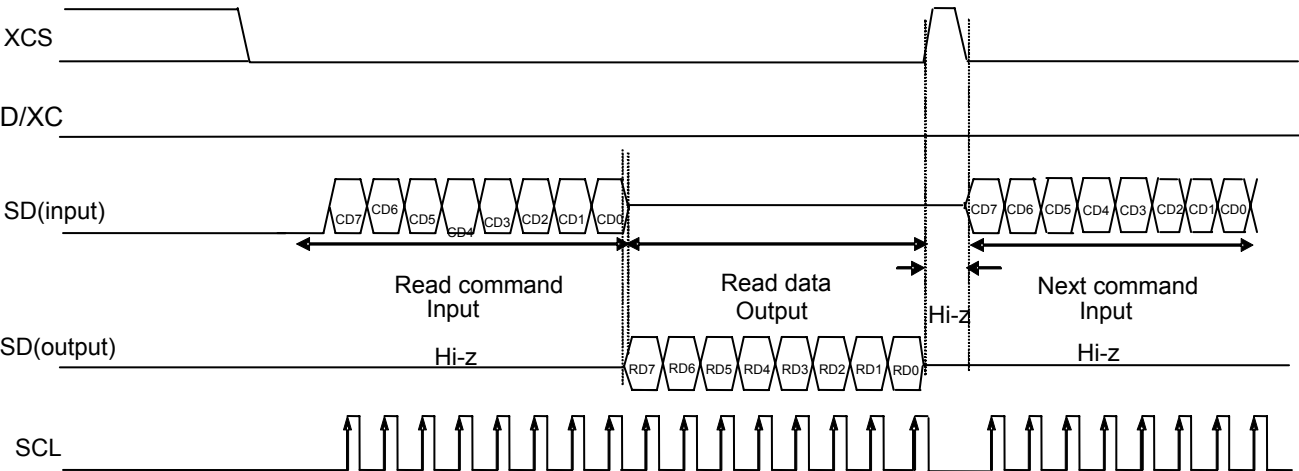 XCS
D/XC
SD(input)
CD7 CD6 CD5 CD4 CD3 CD2 CD1 CD0
CD7 CD6 CD5 CD4 CD3 CD2 CD1 CD0
Read command
Input
Read data
Output
Hi-z
Next command
Input
SD(output)
Hi-z
RD7 RD6 RD5 RD4 RD3 RD2 RD1 RD0
Hi-z
SCL